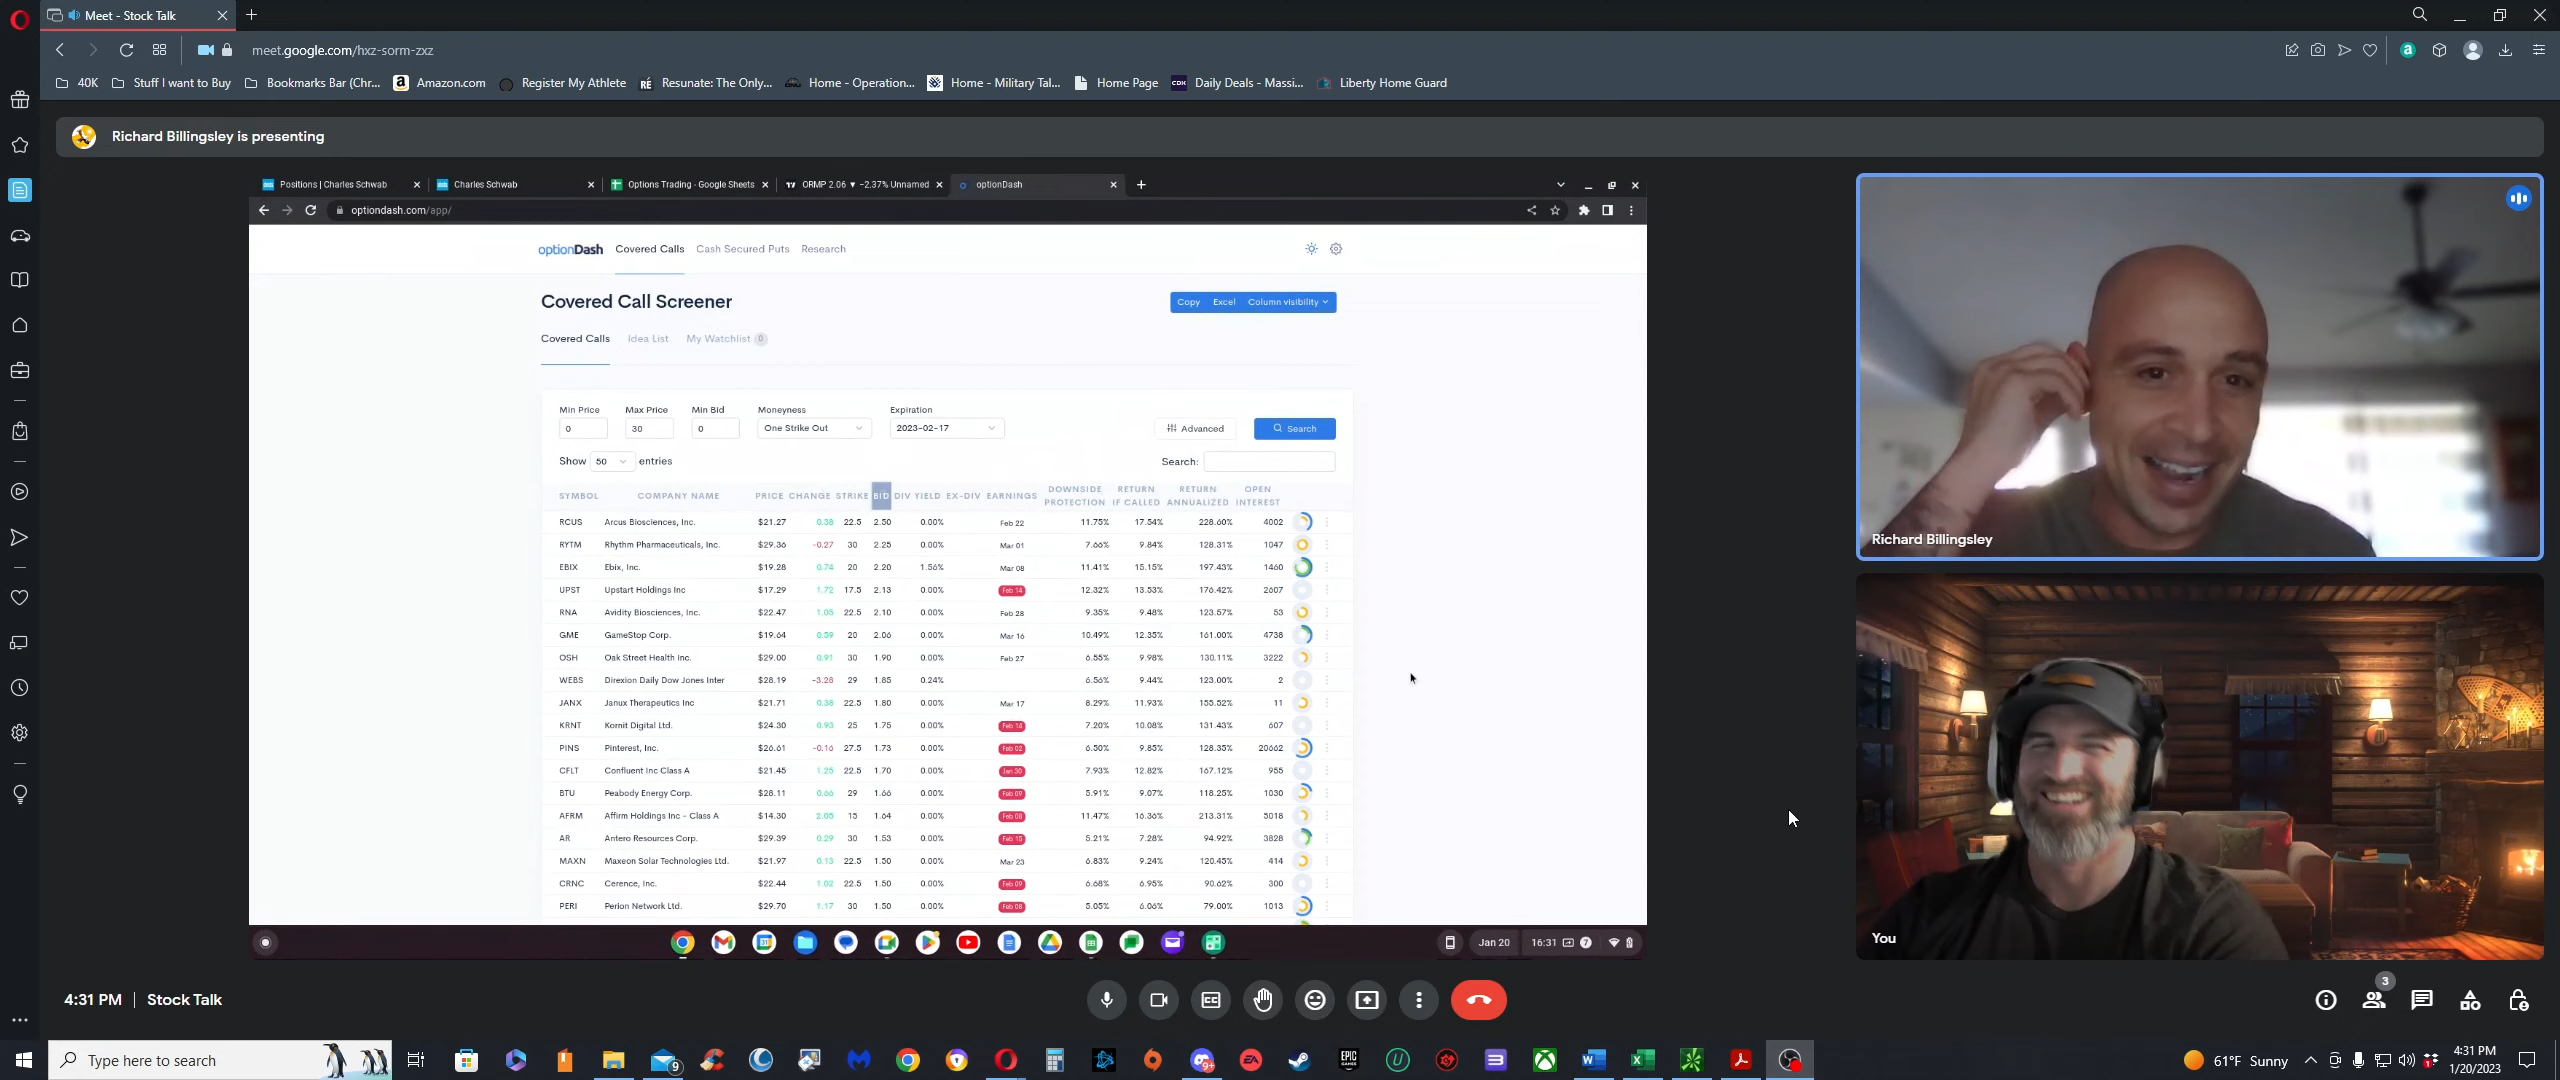 Meet - Stock Talk
meet.google.com/hxz-sorm-zxz
40K Stuff I want to Buy Bookmarks Bar (Chr... Amazon.com Register My Athlete Resunate: The Only... Home - Operation... Home - Military Tal... Home Page Daily Deals - Massi... Liberty Home Guard
Richard Billingsley is presenting
Positions | Charles Schwab Charles Schwab Options Trading - Google Sheets ORMP 2.06 ▼ −2.37% Unnamed optionDash
optiondash.com/app/
optionDash Covered Calls Cash Secured Puts Research
Covered Call Screener Copy Excel Column visibility
Covered Calls Idea List My Watchlist 0
Min Price Max Price Min Bid Moneyness Expiration
0 30 0 One Strike Out 2023-02-17 Advanced Search
Show 50 entries Search:
SYMBOL COMPANY NAME PRICE CHANGE STRIKE BID DIV YIELD EX-DIV EARNINGS DOWNSIDE PROTECTION RETURN IF CALLED RETURN ANNUALIZED OPEN INTEREST
RCUS Arcus Biosciences, Inc. $21.27 0.38 22.5 2.50 0.00% Feb 22 11.75% 17.54% 228.60% 4002
RYTM Rhythm Pharmaceuticals, Inc. $29.36 -0.27 30 2.25 0.00% Mar 01 7.66% 9.84% 128.31% 1047
EBIX Ebix, Inc. $19.28 0.74 20 2.20 1.56% Mar 08 11.41% 15.15% 197.43% 1460
UPST Upstart Holdings Inc $17.29 1.72 17.5 2.13 0.00% Feb 14 12.32% 13.53% 176.42% 2607
RNA Avidity Biosciences, Inc. $22.47 1.05 22.5 2.10 0.00% Feb 28 9.35% 9.48% 123.57% 53
GME GameStop Corp. $19.64 0.59 20 2.06 0.00% Mar 16 10.49% 12.35% 161.00% 4738
OSH Oak Street Health Inc. $29.00 0.91 30 1.90 0.00% Feb 27 6.55% 9.98% 130.11% 3222
WEBS Direxion Daily Dow Jones Inter $28.19 -3.28 29 1.85 0.24% 6.56% 9.44% 123.00% 2
JANX Janux Therapeutics Inc $21.71 0.38 22.5 1.80 0.00% Mar 17 8.29% 11.93% 155.52% 11
KRNT Kornit Digital Ltd. $24.30 0.93 25 1.75 0.00% Feb 14 7.20% 10.08% 131.43% 607
PINS Pinterest, Inc. $26.61 -0.16 27.5 1.73 0.00% Feb 02 6.50% 9.85% 128.35% 20662
CFLT Confluent Inc Class A $21.45 1.25 22.5 1.70 0.00% Jan 30 7.93% 12.82% 167.12% 955
BTU Peabody Energy Corp. $28.11 0.66 29 1.66 0.00% Feb 09 5.91% 9.07% 118.25% 1030
AFRM Affirm Holdings Inc - Class A $14.30 2.05 15 1.64 0.00% Feb 08 11.47% 16.36% 213.31% 5018
AR Antero Resources Corp. $29.39 0.29 30 1.53 0.00% Feb 15 5.21% 7.28% 94.92% 3828
MAXN Maxeon Solar Technologies Ltd. $21.97 0.13 22.5 1.50 0.00% Mar 23 6.83% 9.24% 120.45% 414
CRNC Cerence, Inc. $22.44 1.02 22.5 1.50 0.00% Feb 09 6.68% 6.95% 90.62% 300
PERI Perion Network Ltd. $29.70 1.17 30 1.50 0.00% Feb 08 5.05% 6.06% 79.00% 1013
Jan 20 16:31 7
Richard Billingsley
You
4:31 PM | Stock Talk
3
Type here to search
9
9+
61°F Sunny
4:31 PM
1/20/2023